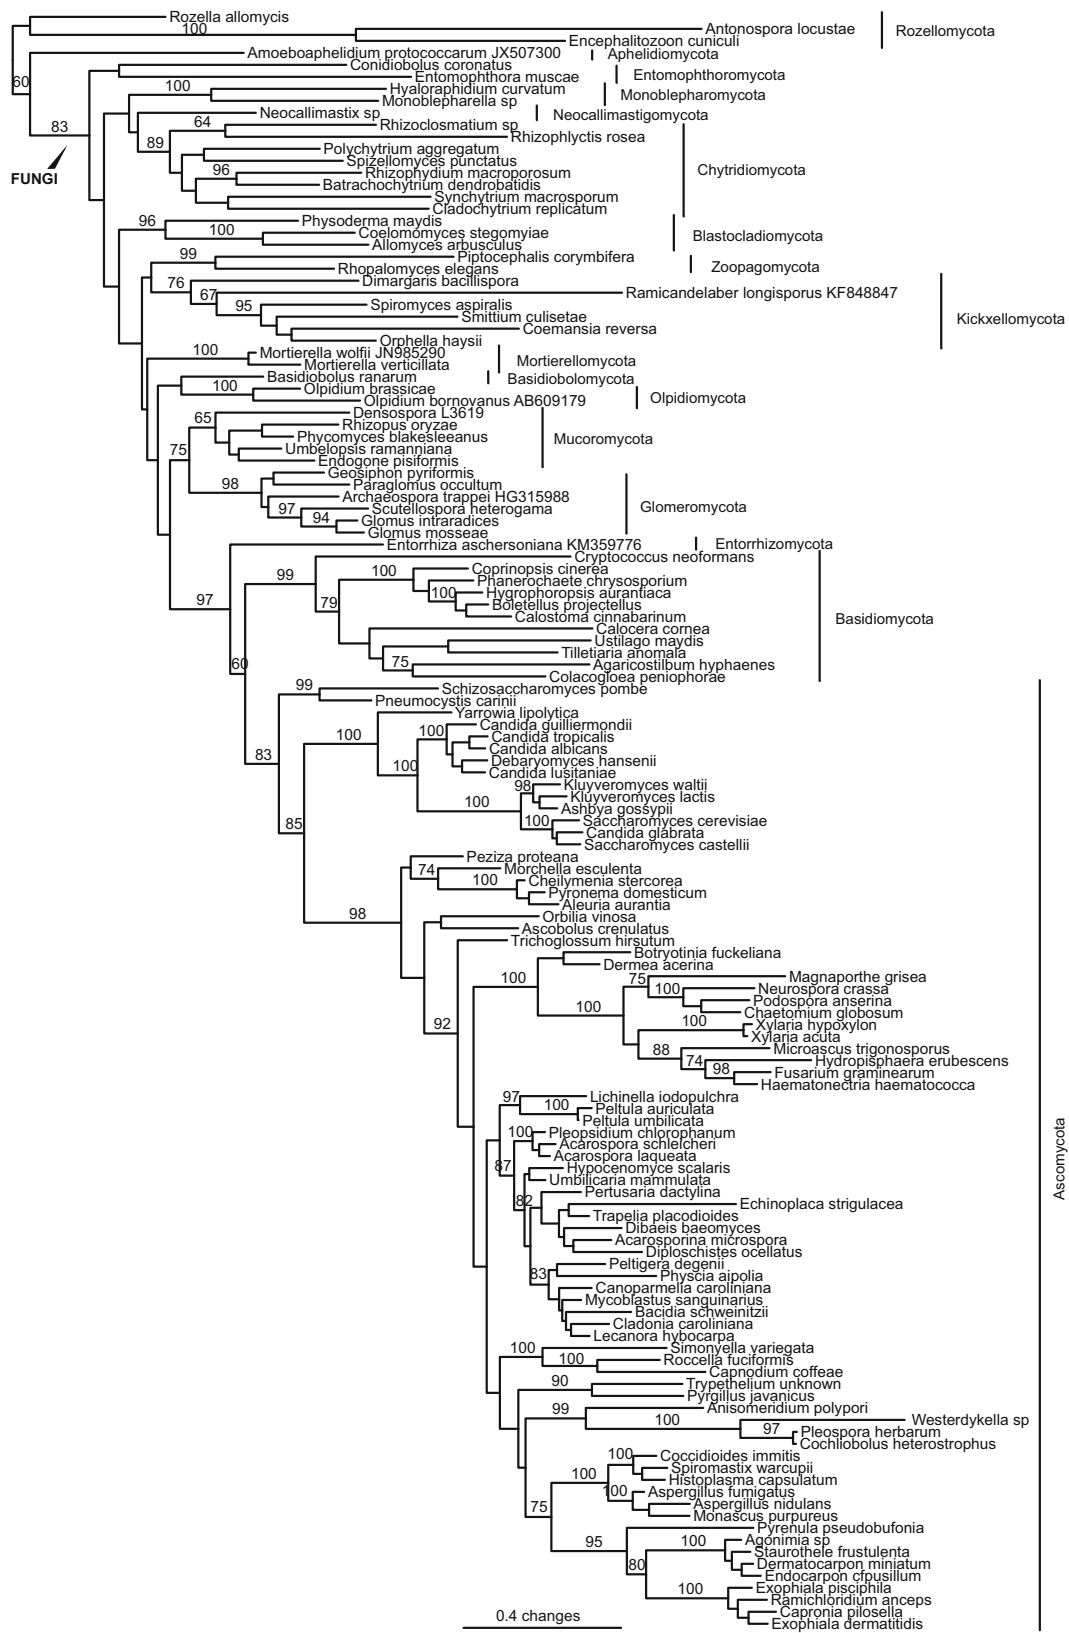 Rozella allomycis
100
Antonospora locustae
Rozellomycota
Encephalitozoon cuniculi
Amoeboaphelidium protococcarum JX507300
Aphelidiomycota
60
Conidiobolus coronatus
Entomophthora muscae
Entomophthoromycota
100
Hyaloraphidium curvatum
Monoblepharella sp
Monoblepharomycota
Neocallimastix sp
Neocallimastigomycota
83
64
Rhizoclosmatium sp
Rhizophlyctis rosea
89
Polychytrium aggregatum
Spizellomyces punctatus
FUNGI
96
Rhizophydium macroporosum
Chytridiomycota
Batrachochytrium dendrobatidis
Synchytrium macrosporum
Cladochytrium replicatum
96
Physoderma maydis
100
Coelomomyces stegomyiae
Blastocladiomycota
Allomyces arbusculus
99
Piptocephalis corymbifera
Rhopalomyces elegans
Zoopagomycota
76
Dimargaris bacillispora
67
Ramicandelaber longisporus KF848847
95
Spiromyces aspiralis
Smittium culisetae
Kickxellomycota
Coemansia reversa
Orphella haysii
100
Mortierella wolfii JN985290
Mortierella verticillata
Mortierellomycota
Basidiobolus ranarum
Basidiobolomycota
100
Olpidium brassicae
Olpidium bornovanus AB609179
Olpidiomycota
65
Densospora L3619
Rhizopus oryzae
Phycomyces blakesleeanus
Mucoromycota
75
Umbelopsis ramanniana
Endogone pisiformis
Geosiphon pyriformis
98
Paraglomus occultum
Archaeospora trappei HG315988
97
Scutellospora heterogama
Glomeromycota
94
Glomus intraradices
Glomus mosseae
Entorrhiza aschersoniana KM359776
Entorrhizomycota
Cryptococcus neoformans
99
100
Coprinopsis cinerea
Phanerochaete chrysosporium
100
Hygrophoropsis aurantiaca
97
79
Boletellus projectellus
Calostoma cinnabarinum
Basidiomycota
Calocera cornea
Ustilago maydis
Tilletiaria anomala
60
75
Agaricostilbum hyphaenes
Colacogloea peniophorae
99
Schizosaccharomyces pombe
Pneumocystis carinii
Yarrowia lipolytica
100
100
Candida guilliermondii
Candida tropicalis
Candida albicans
83
100
Debaryomyces hansenii
Candida lusitaniae
98
Kluyveromyces waltii
100
Kluyveromyces lactis
Ashbya gossypii
85
100
Saccharomyces cerevisiae
Candida glabrata
Saccharomyces castellii
Peziza proteana
74
Morchella esculenta
100
Cheilymenia stercorea
Pyronema domesticum
Aleuria aurantia
98
Orbilia vinosa
Ascobolus crenulatus
Trichoglossum hirsutum
Botryotinia fuckeliana
Dermea acerina
100
75
Magnaporthe grisea
100
Neurospora crassa
Podospora anserina
100
Chaetomium globosum
92
100
Xylaria hypoxylon
Xylaria acuta
88
Microascus trigonosporus
74
Hydropisphaera erubescens
98
Fusarium graminearum
Haematonectria haematococca
97
Lichinella iodopulchra
100
Peltula auriculata
Peltula umbilicata
100
Pleopsidium chlorophanum
Acarospora schleicheri
Acarospora laqueata
87
Hypocenomyce scalaris
Umbilicaria mammulata
Ascomycota
82
Pertusaria dactylina
Echinoplaca strigulacea
Trapelia placodioides
Dibaeis baeomyces
Acarosporina microspora
Diploschistes ocellatus
83
Peltigera degenii
Physcia aipolia
Canoparmelia caroliniana
Mycoblastus sanguinarius
Bacidia schweinitzii
Cladonia caroliniana
Lecanora hybocarpa
100
Simonyella variegata
100
Roccella fuciformis
Capnodium coffeae
90
Trypethelium unknown
Pyrgillus javanicus
99
Anisomeridium polypori
100
Westerdykella sp
97
Pleospora herbarum
Cochliobolus heterostrophus
100
Coccidioides immitis
100
Spiromastix warcupii
Histoplasma capsulatum
100
Aspergillus fumigatus
75
Aspergillus nidulans
Monascus purpureus
Pyrenula pseudobufonia
95
100
Agonimia sp
Staurothele frustulenta
80
Dermatocarpon miniatum
Endocarpon cfpusillum
100
Exophiala pisciphila
Ramichloridium anceps
Capronia pilosella
0.4 changes
Exophiala dermatitidis